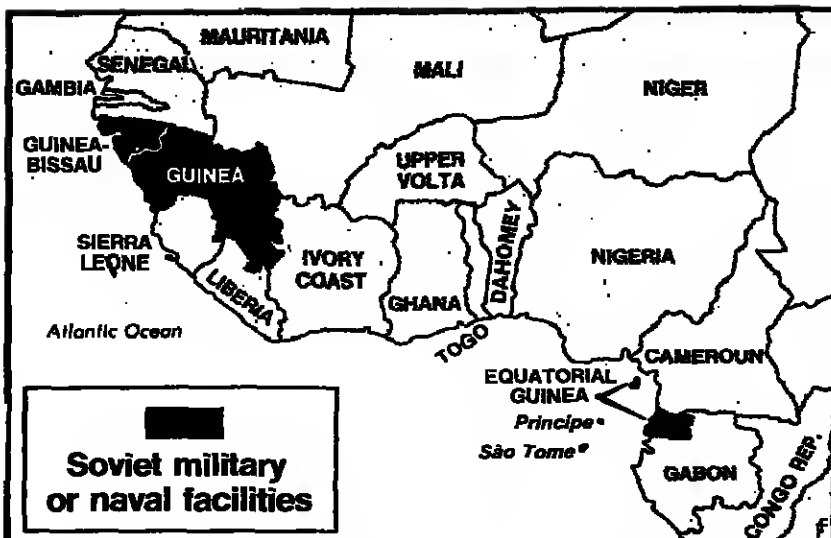 MAURITANIA
SENEGAL
MALI
GAMBIA
NIGER
GUINEA-
BISSAU
GUINEA
UPPER
VOLTA
DAHOMEY
SIERRA
LEONE
IVORY
COAST
NIGERIA
LIBERIA
GHANA
Atlantic Ocean
TOGO
CAMEROUN
EQUATORIAL
GUINEA
Principe
São Tome
GABON
CONGO REP.
Soviet military
or naval facilities